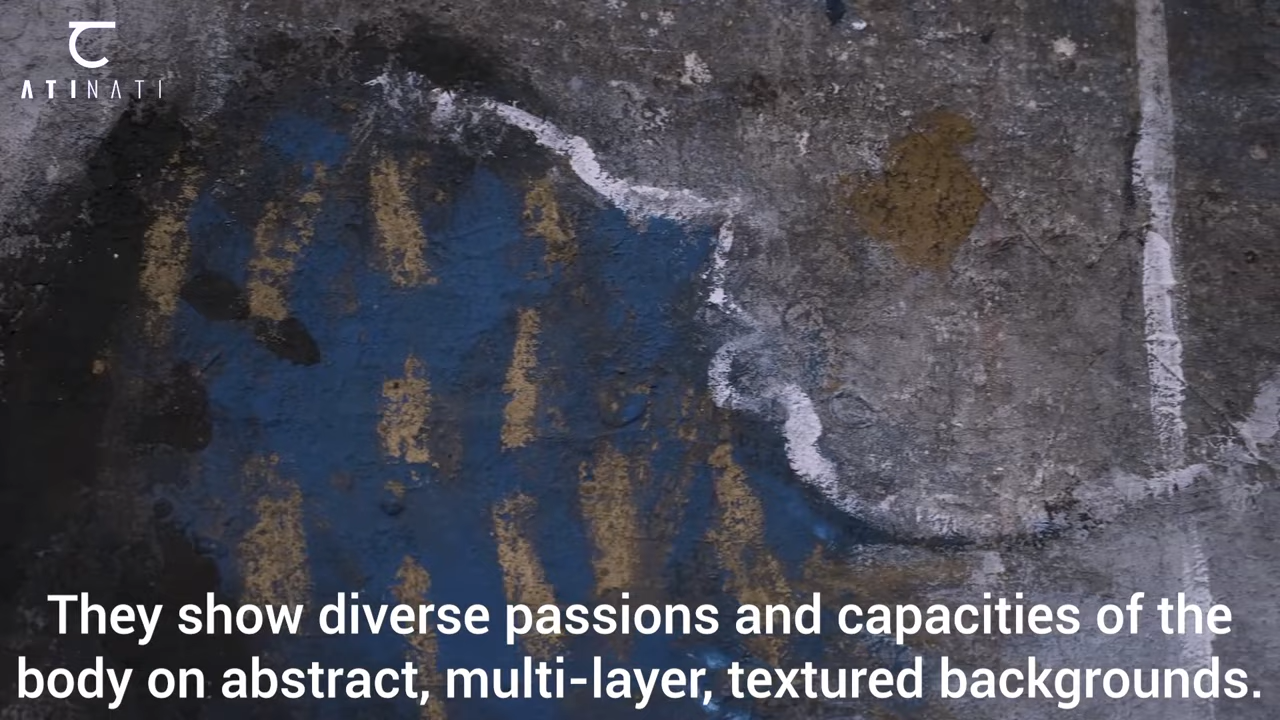 ATINATI
They show diverse passions and capacities of the
body on abstract, multi-layer, textured backgrounds.